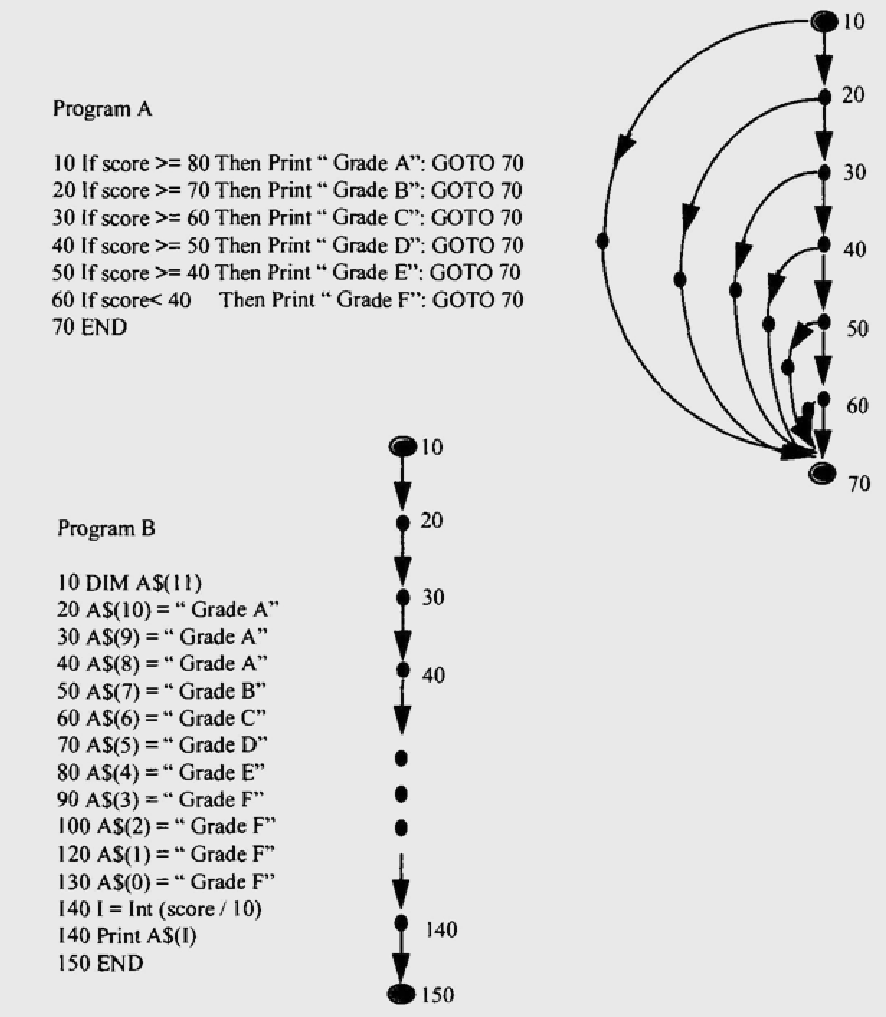 Program A
10 If score >= 80 Then Print “ Grade A”: GOTO 70
20 If score >= 70 Then Print “ Grade B”: GOTO 70
30 If score >= 60 Then Print “ Grade C”: GOTO 70
40 If score >= 50 Then Print “ Grade D”: GOTO 70
50 If score >= 40 Then Print “ Grade E”: GOTO 70
60 If score< 40 Then Print “ Grade F”: GOTO 70
70 END
10
20
30
40
50
60
70
Program B
10 DIM A$(11)
20 A$(10) = “ Grade A”
30 A$(9) = “ Grade A”
40 A$(8) = “ Grade A”
50 A$(7) = “ Grade B”
60 A$(6) = “ Grade C”
70 A$(5) = “ Grade D”
80 A$(4) = “ Grade E”
90 A$(3) = “ Grade F”
100 A$(2) = “ Grade F”
120 A$(1) = “ Grade F”
130 A$(0) = “ Grade F”
140 I = Int (score / 10)
140 Print A$(I)
150 END
10
20
30
40
140
150